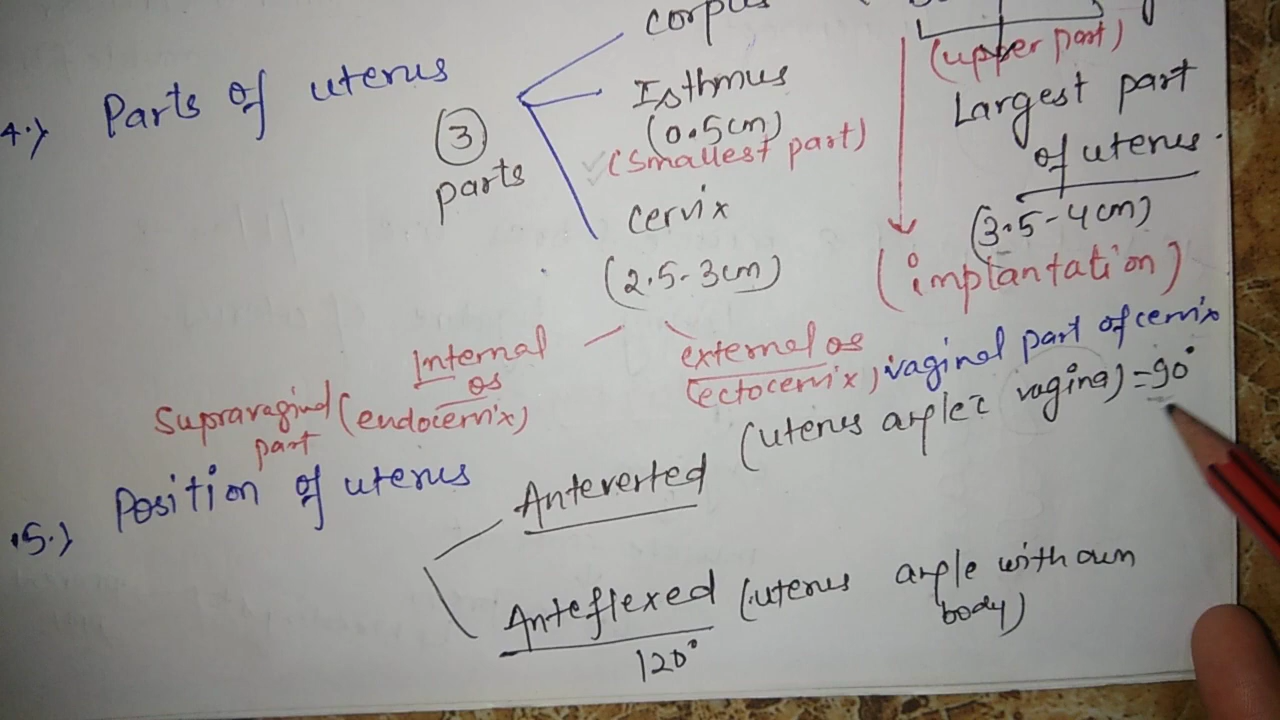 corpus
(upper part)
Largest part
of uterus.
(3.5-4cm)
(implantation)
4.) Parts of uterus
3
parts
Isthmus
(0.5cm)
(smallest part)
cervix
(2.5-3cm)
Internal
os
(endocervix)
Supravaginal
part
external os
(ectocervix, vaginal part of cervix
5.) Position of uterus
Anteverted (uterus angle c̄ vagina) = 90°
Anteflexed (uterus angle with own
body)
120°